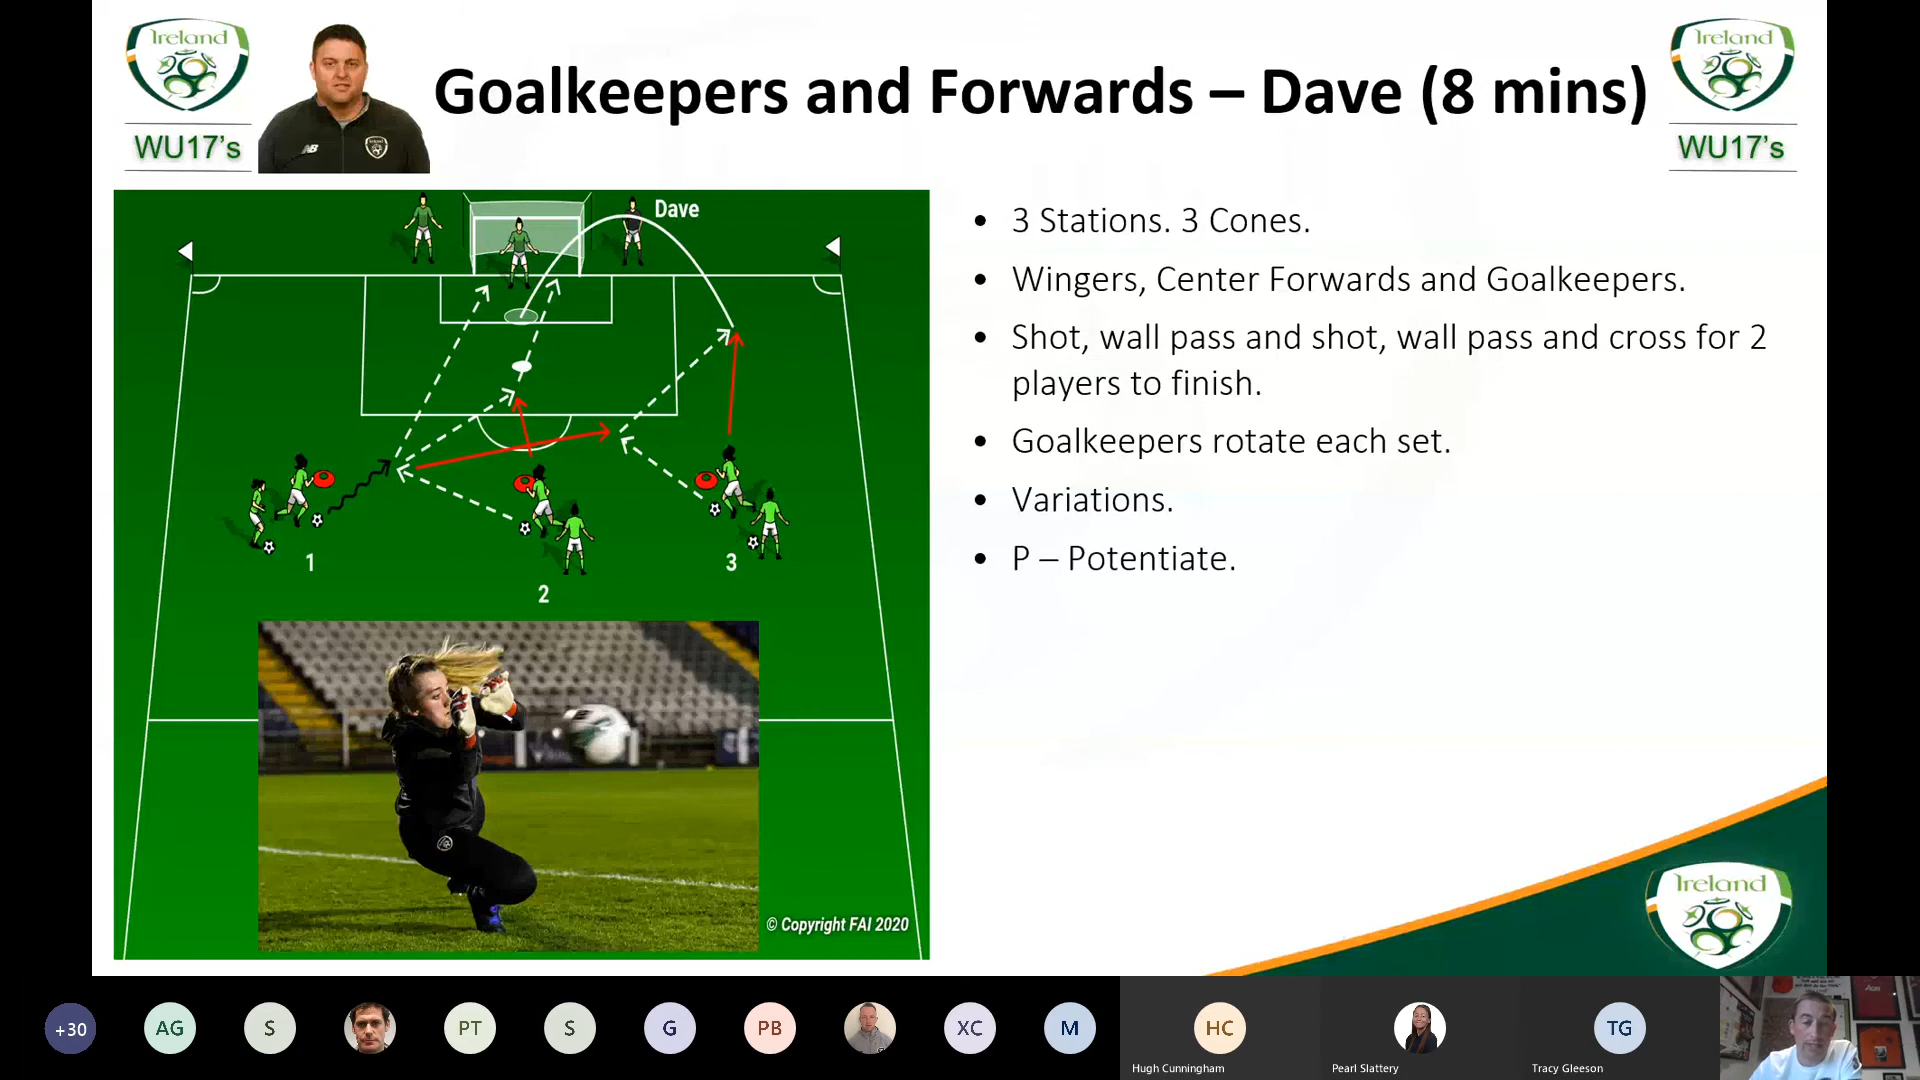 Ireland
WU17's
Goalkeepers and Forwards – Dave (8 mins)
Ireland
WU17's
Dave
1
2
3
© Copyright FAI 2020
• 3 Stations. 3 Cones.
• Wingers, Center Forwards and Goalkeepers.
• Shot, wall pass and shot, wall pass and cross for 2
players to finish.
• Goalkeepers rotate each set.
• Variations.
• P – Potentiate.
Ireland
+30
AG
S
PT
S
G
PB
XC
M
HC
Hugh Cunningham
Pearl Slattery
TG
Tracy Gleeson